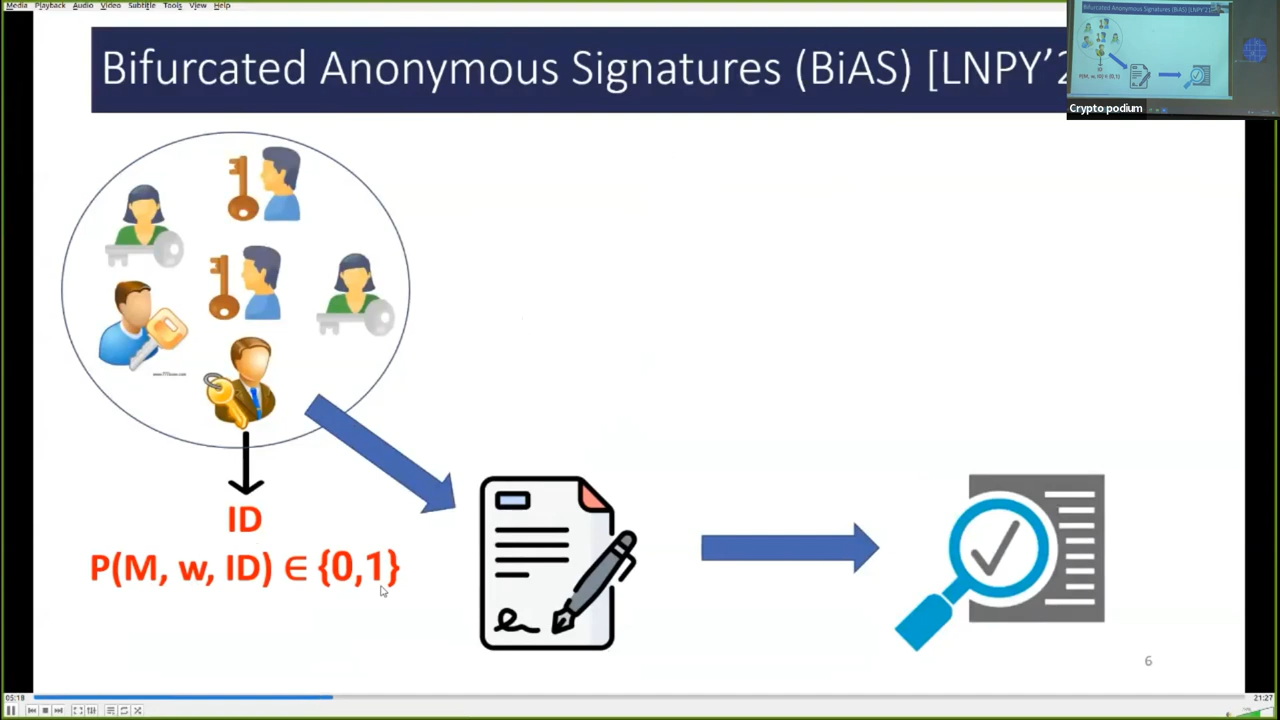 Media Playback Audio Video Subtitle Tools View Help
Bifurcated Anonymous Signatures (BiAS) [LNPY'2
Crypto podium
ID
P(M, w, ID) ∈ {0,1}
6
05:18
21:27